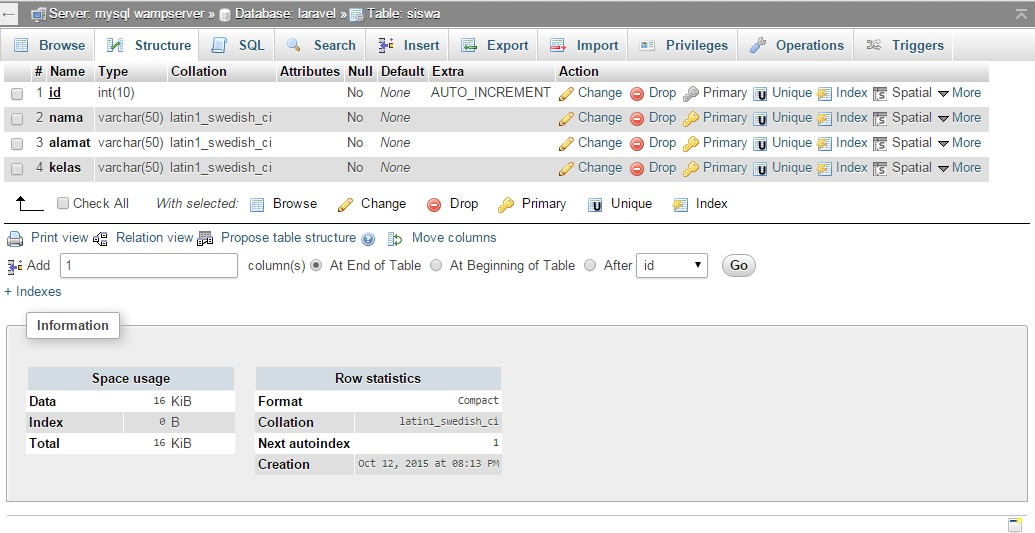 Server: mysql wampserver » Database: laravel » Table: siswa
Browse Structure SQL Search Insert Export Import Privileges Operations Triggers
# Name Type Collation Attributes Null Default Extra Action
1 id int(10) No None AUTO_INCREMENT Change Drop Primary Unique Index Spatial More
2 nama varchar(50) latin1_swedish_ci No None Change Drop Primary Unique Index Spatial More
3 alamat varchar(50) latin1_swedish_ci No None Change Drop Primary Unique Index Spatial More
4 kelas varchar(50) latin1_swedish_ci No None Change Drop Primary Unique Index Spatial More
Check All With selected: Browse Change Drop Primary Unique Index
Print view Relation view Propose table structure Move columns
Add 1 column(s) At End of Table At Beginning of Table After id Go
+ Indexes
Information
Space usage
Data 16 KiB
Index 0 B
Total 16 KiB
Row statistics
Format Compact
Collation latin1_swedish_ci
Next autoindex 1
Creation Oct 12, 2015 at 08:13 PM